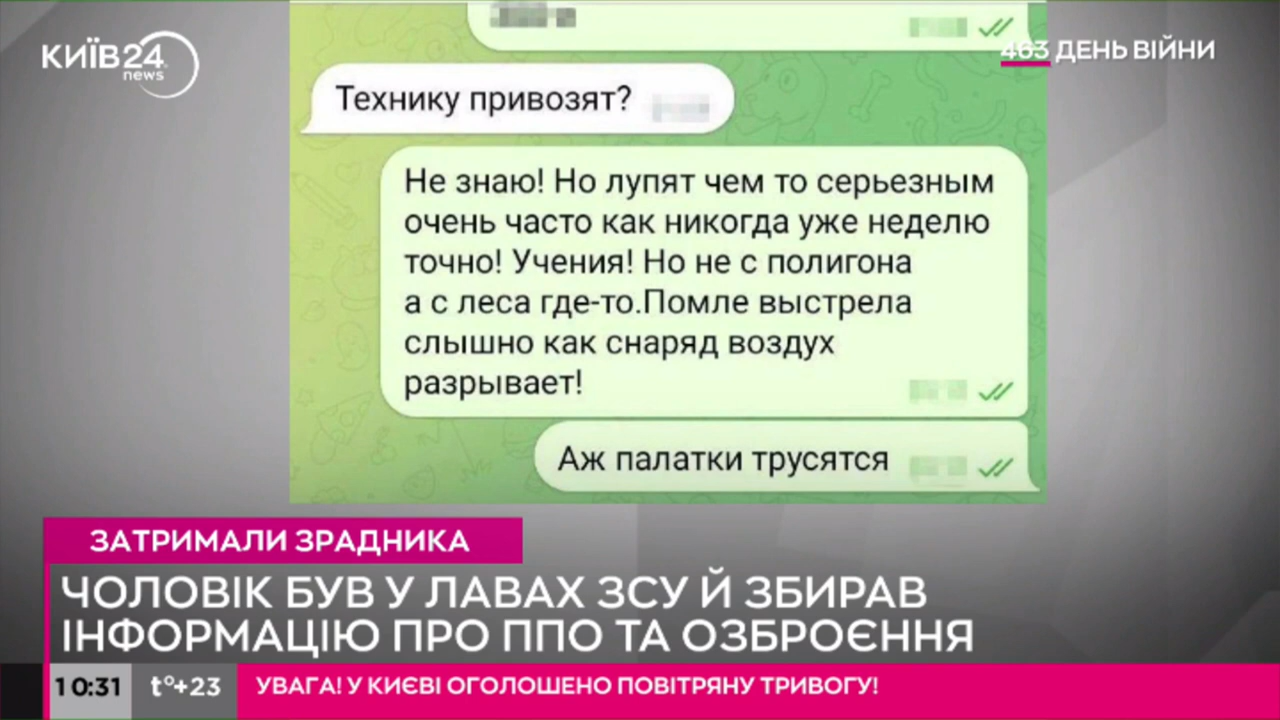 КИЇВ24
news
463 ДЕНЬ ВІЙНИ
Технику привозят?
Не знаю! Но лупят чем то серьезным
очень часто как никогда уже неделю
точно! Учения! Но не с полигона
а с леса где-то.Помле выстрела
слышно как снаряд воздух
разрывает!
Аж палатки трусятся
ЗАТРИМАЛИ ЗРАДНИКА
ЧОЛОВІК БУВ У ЛАВАХ ЗСУ Й ЗБИРАВ
ІНФОРМАЦІЮ ПРО ППО ТА ОЗБРОЄННЯ
10:31 t°+23 УВАГА! У КИЄВІ ОГОЛОШЕНО ПОВІТРЯНУ ТРИВОГУ!